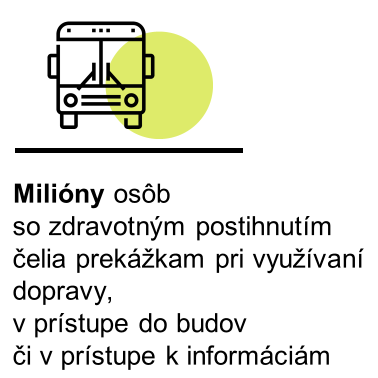 Milióny osôb
so zdravotným postihnutím
čelia prekážkam pri využívaní
dopravy,
v prístupe do budov
či v prístupe k informáciám